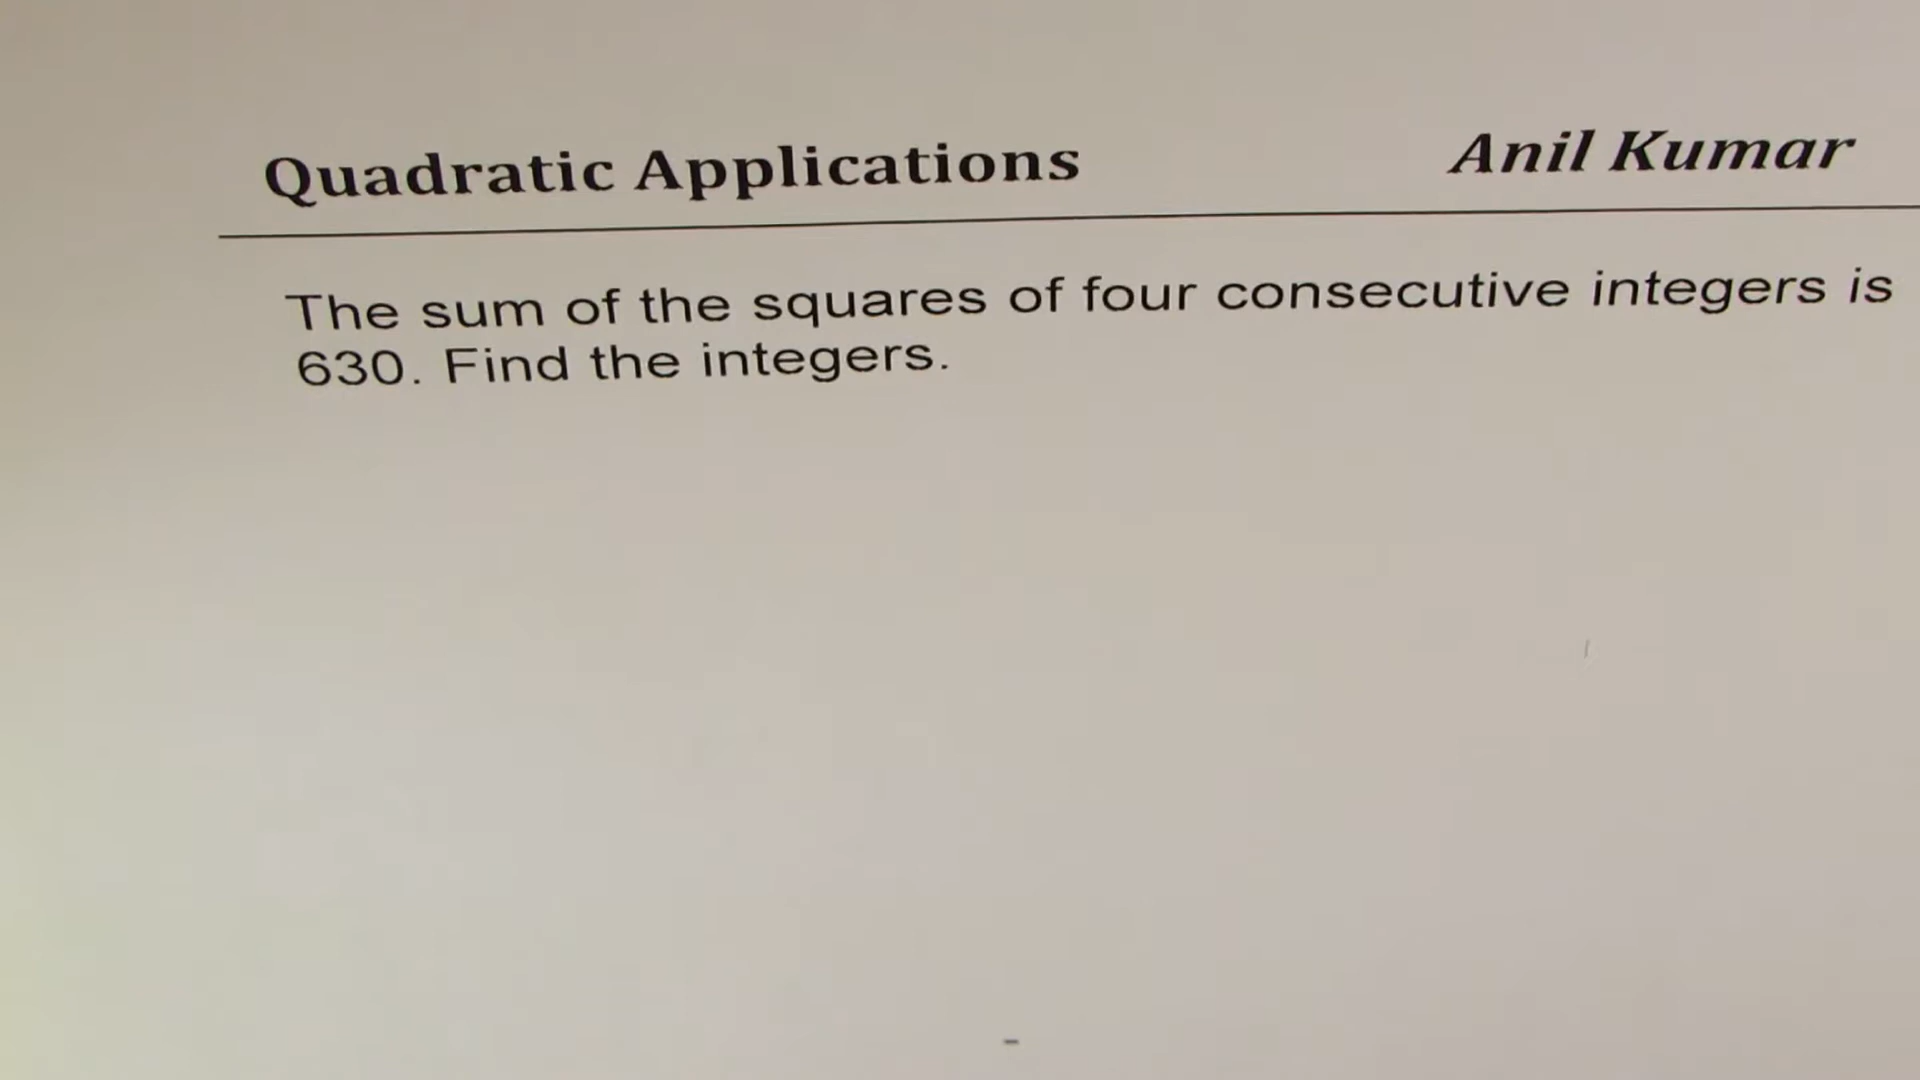 Quadratic Applications Anil Kumar
The sum of the squares of four consecutive integers is
630. Find the integers.